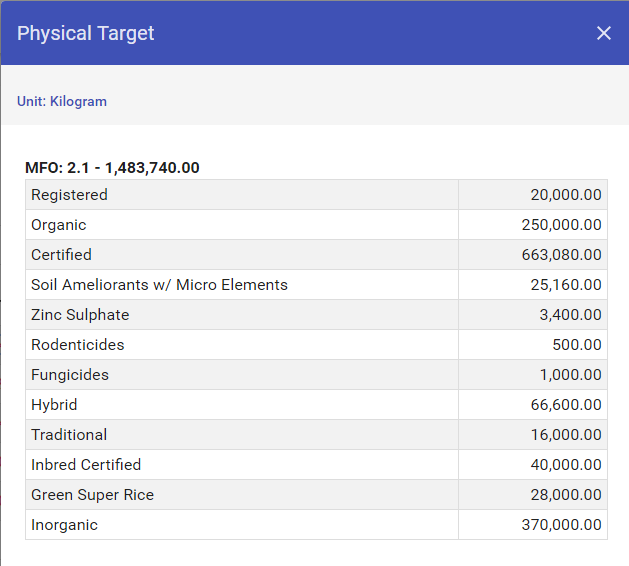 Physical Target
Unit: Kilogram
MFO: 2.1 - 1,483,740.00
Registered 20,000.00
Organic 250,000.00
Certified 663,080.00
Soil Ameliorants w/ Micro Elements 25,160.00
Zinc Sulphate 3,400.00
Rodenticides 500.00
Fungicides 1,000.00
Hybrid 66,600.00
Traditional 16,000.00
Inbred Certified 40,000.00
Green Super Rice 28,000.00
Inorganic 370,000.00